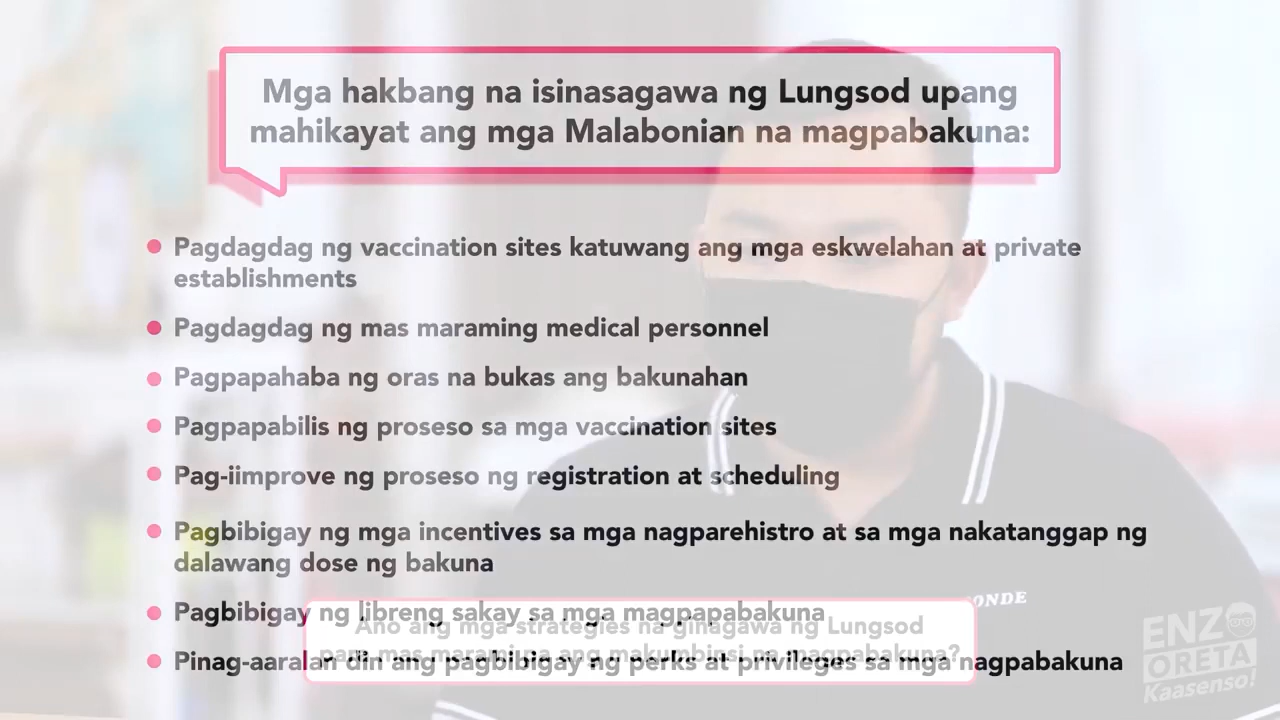 Mga hakbang na isinasagawa ng Lungsod upang
mahikayat ang mga Malabonian na magpabakuna:
Pagdagdag ng vaccination sites katuwang ang mga eskwelahan at private
establishments
Pagdagdag ng mas maraming medical personnel
Pagpapahaba ng oras na bukas ang bakunahan
Pagpapabilis ng proseso sa mga vaccination sites
Pag-iimprove ng proseso ng registration at scheduling
Pagbibigay ng mga incentives sa mga nagparehistro at sa mga nakatanggap ng
dalawang dose ng bakuna
Pagbibigay ng libreng sakay sa mga magpapabakuna
Ano ang mga strategies na ginagawa ng Lungsod
Pinag-aaralan din ang pagbibigay ng perks at privileges sa mga nagpabakuna
ONDE
ENZO
ORETA
Kaasenso!